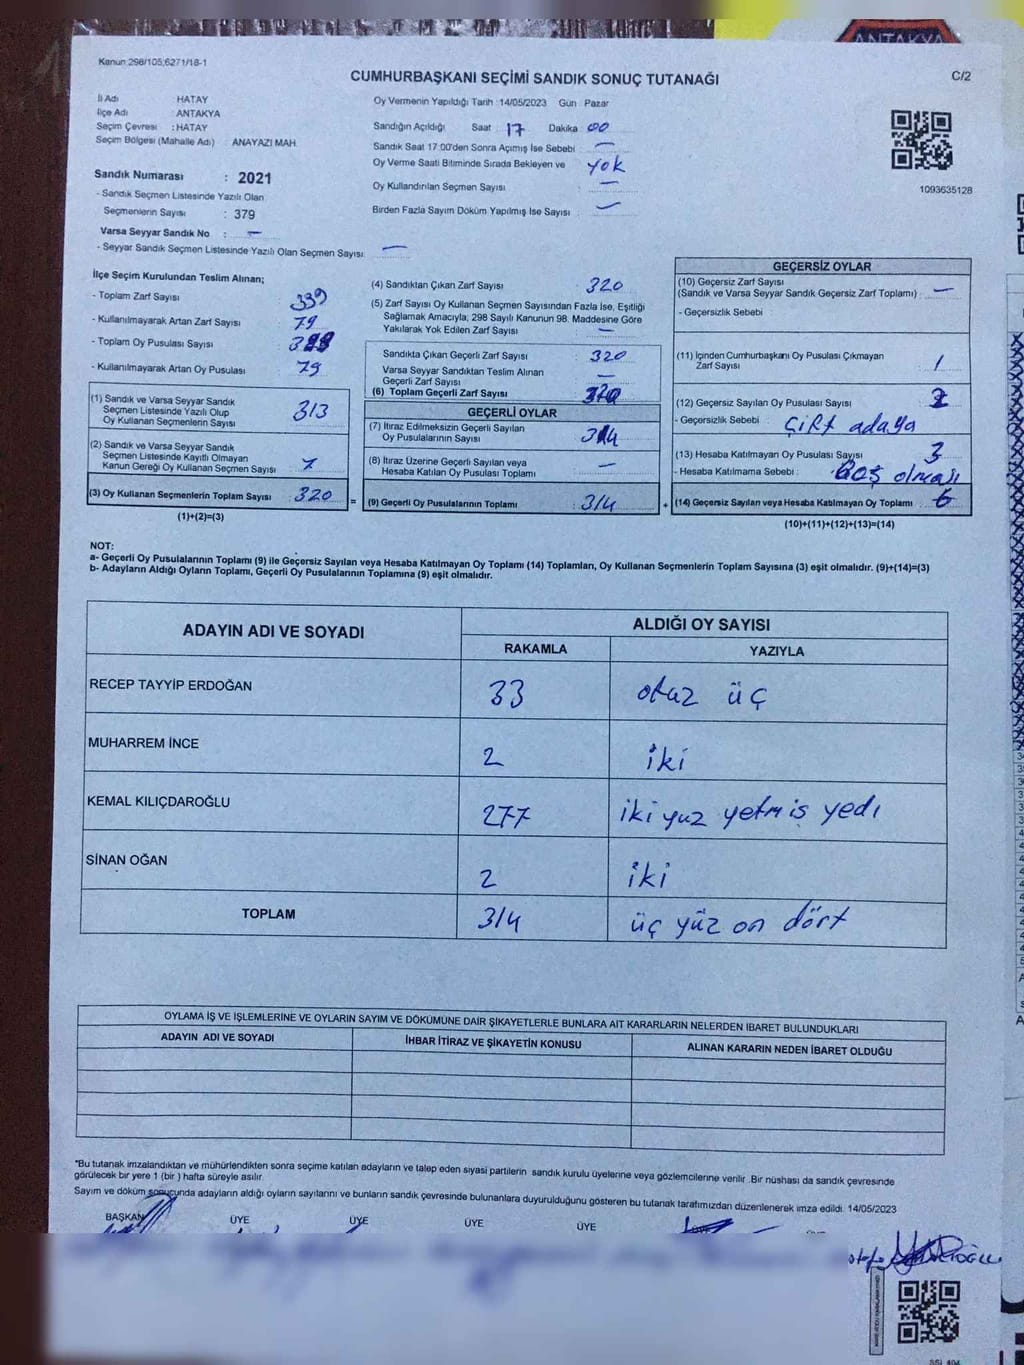 ANTAKYA
Kanun 298/105,6271/18-1
CUMHURBAŞKANI SEÇİMİ SANDIK SONUÇ TUTANAĞI
C/2
İl Adı HATAY
İlçe Adı ANTAKYA
Seçim Çevresi : HATAY
Seçim Bölgesi (Mahalle Adı) : ANAYAZI MAH
Oy Vermenin Yapıldığı Tarih :14/05/2023 Gün Pazar
Sandığın Açıldığı Saat 17 Dakika 00
Sandık Saat 17:00'den Sonra Açımış İse Sebebi : —
Oy Verme Saati Bitiminde Sırada Bekleyen ve yok
Oy Kullandırılan Seçmen Sayısı : —
Birden Fazla Sayım Döküm Yapılmış İse Sayısı : —
1093635128
Sandık Numarası : 2021
- Sandık Seçmen Listesinde Yazılı Olan
Seçmenlerin Sayısı : 379
Varsa Seyyar Sandık No : —
- Seyyar Sandık Seçmen Listesinde Yazılı Olan Seçmen Sayısı: —
İlçe Seçim Kurulundan Teslim Alınan;
- Toplam Zarf Sayısı 339
- Kullanılmayarak Artan Zarf Sayısı 79
- Toplam Oy Pusulası Sayısı
- Kullanılmayarak Artan Oy Pusulası 79
(1) Sandık ve Varsa Seyyar Sandık
Seçmen Listesinde Yazılı Olup
Oy Kullanan Seçmenlerin Sayısı 313
(2) Sandık ve Varsa Seyyar Sandık
Seçmen Listesinde Kayıtlı Olmayan
Kanun Gereği Oy Kullanan Seçmen Sayısı 7
(3) Oy Kullanan Seçmenlerin Toplam Sayısı 320 =
(1)+(2)=(3)
(4) Sandıktan Çıkan Zarf Sayısı 320
(5) Zarf Sayısı Oy Kullanan Seçmen Sayısından Fazla İse, Eşitliği
Sağlamak Amacıyla; 298 Sayılı Kanunun 98. Maddesine Göre
Yakılarak Yok Edilen Zarf Sayısı —
Sandıkta Çıkan Geçerli Zarf Sayısı 320
Varsa Seyyar Sandıktan Teslim Alınan
Geçerli Zarf Sayısı —
(6) Toplam Geçerli Zarf Sayısı 320
GEÇERLİ OYLAR
(7) İtiraz Edilmeksizin Geçerli Sayılan
Oy Pusulalarının Sayısı 314
(8) İtiraz Üzerine Geçerli Sayılan veya
Hesaba Katılan Oy Pusulası Toplamı —
(9) Geçerli Oy Pusulalarının Toplamı : 314 +
GEÇERSİZ OYLAR
(10) Geçersiz Zarf Sayısı
(Sandık ve Varsa Seyyar Sandık Geçersiz Zarf Toplamı) : —
- Geçersizlik Sebebi :
(11) İçinden Cumhurbaşkanı Oy Pusulası Çıkmayan
Zarf Sayısı 1
(12) Geçersiz Sayılan Oy Pusulası Sayısı 2
- Geçersizlik Sebebi : Çift adaya
(13) Hesaba Katılmayan Oy Pusulası Sayısı 3
- Hesaba Katılmama Sebebi : Boş olması
(14) Geçersiz Sayılan veya Hesaba Katılmayan Oy Toplamı : 6
(10)+(11)+(12)+(13)=(14)
NOT:
a- Geçerli Oy Pusulalarının Toplamı (9) ile Geçersiz Sayılan veya Hesaba Katılmayan Oy Toplamı (14) Toplamları, Oy Kullanan Seçmenlerin Toplam Sayısına (3) eşit olmalıdır. (9)+(14)=(3)
b- Adayların Aldığı Oyların Toplamı, Geçerli Oy Pusulalarının Toplamına (9) eşit olmalıdır.
ADAYIN ADI VE SOYADI
ALDIĞI OY SAYISI
RAKAMLA YAZIYLA
RECEP TAYYİP ERDOĞAN 33 otuz üç
MUHARREM İNCE 2 iki
KEMAL KILIÇDAROĞLU 277 iki yuz yetmiş yedi
SİNAN OĞAN 2 iki
TOPLAM 314 üç yüz on dört
OYLAMA İŞ VE İŞLEMLERİNE VE OYLARIN SAYIM VE DÖKÜMÜNE DAİR ŞİKAYETLERLE BUNLARA AİT KARARLARIN NELERDEN İBARET BULUNDUKLARI
ADAYIN ADI VE SOYADI İHBAR İTİRAZ VE ŞİKAYETİN KONUSU ALINAN KARARIN NEDEN İBARET OLDUĞU
*Bu tutanak imzalandıktan ve mühürlendikten sonra seçime katılan adayların ve talep eden siyasi partilerin sandık kurulu üyelerine veya gözlemcilerine verilir. Bir nüshası da sandık çevresinde
görülecek bir yere 1 (bir ) hafta süreyle asılır.
Sayım ve döküm sonucunda adayların aldığı oyların sayılarını ve bunların sandık çevresinde bulunanlara duyurulduğunu gösteren bu tutanak tarafımızdan düzenlenerek imza edildi. 14/05/2023
BAŞKAN ÜYE ÜYE ÜYE ÜYE